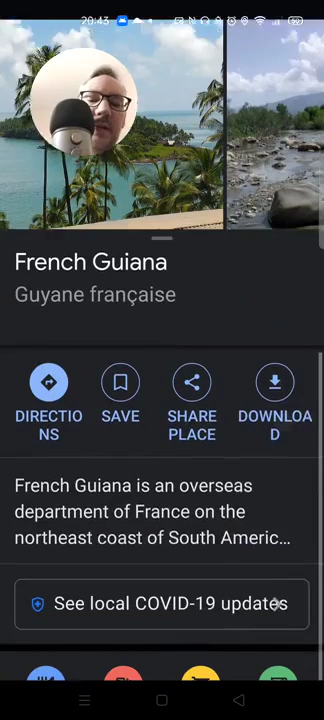 20:43
French Guiana
Guyane française
DIRECTIO
NS
SAVE
SHARE
PLACE
DOWNLOA
D
French Guiana is an overseas
department of France on the
northeast coast of South Americ…
See local COVID-19 updates